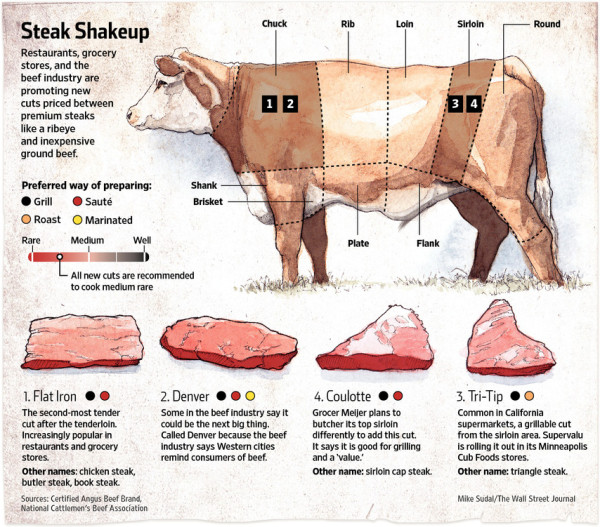 Steak Shakeup
Restaurants, grocery
stores, and the
beef industry are
promoting new
cuts priced between
premium steaks
like a ribeye
and inexpensive
ground beef.
Preferred way of preparing:
Grill
Sauté
Roast
Marinated
Rare
Medium
Well
All new cuts are recommended
to cook medium rare
Chuck
Rib
Loin
Sirloin
Round
1 2
3 4
Shank
Brisket
Plate
Flank
1. Flat Iron
The second-most tender
cut after the tenderloin.
Increasingly popular in
restaurants and grocery
stores.
Other names: chicken steak,
butler steak, book steak.
2. Denver
Some in the beef industry say it
could be the next big thing.
Called Denver because the beef
industry says Western cities
remind consumers of beef.
4. Coulotte
Grocer Meijer plans to
butcher its top sirloin
differently to add this cut.
It says it is good for grilling
and a ‘value.’
Other name: sirloin cap steak.
3. Tri-Tip
Common in California
supermarkets, a grillable cut
from the sirloin area. Supervalu
is rolling it out in its Minneapolis
Cub Foods stores.
Other name: triangle steak.
Sources: Certified Angus Beef Brand,
National Cattlemen's Beef Association
Mike Sudal/The Wall Street Journal